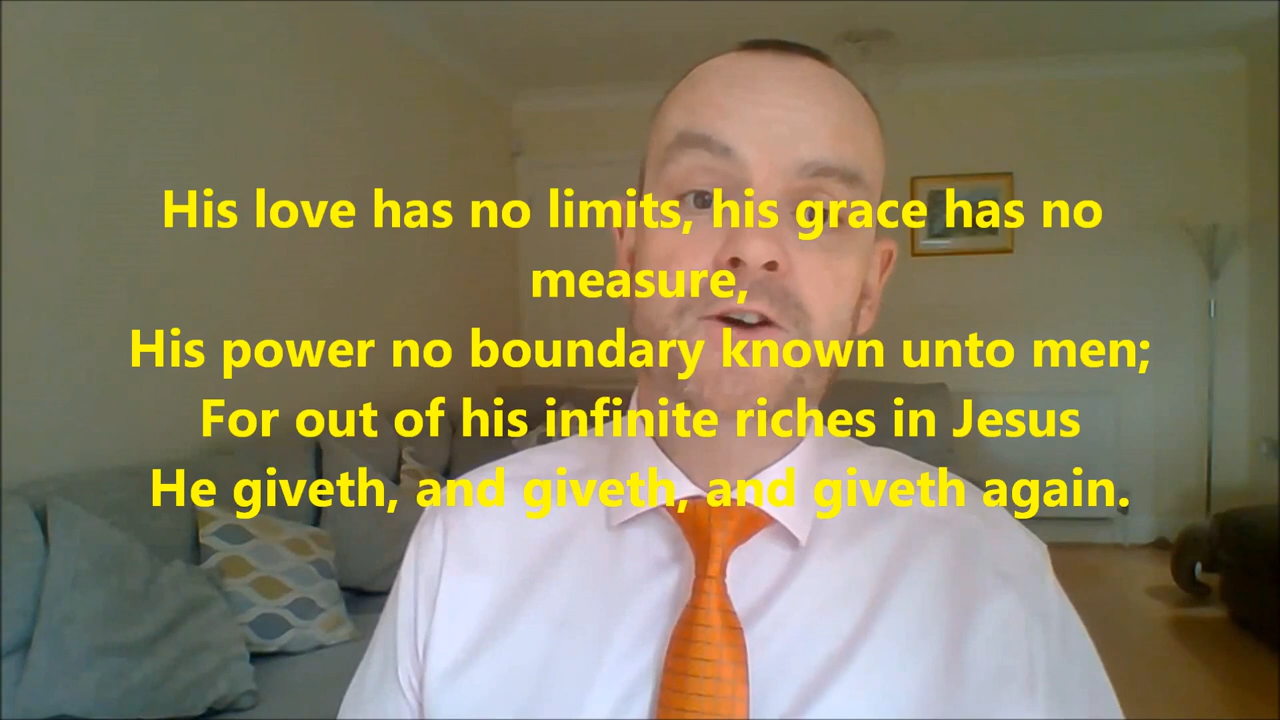 His love has no limits, his grace has no
measure,
His power no boundary known unto men;
For out of his infinite riches in Jesus
He giveth, and giveth, and giveth again.